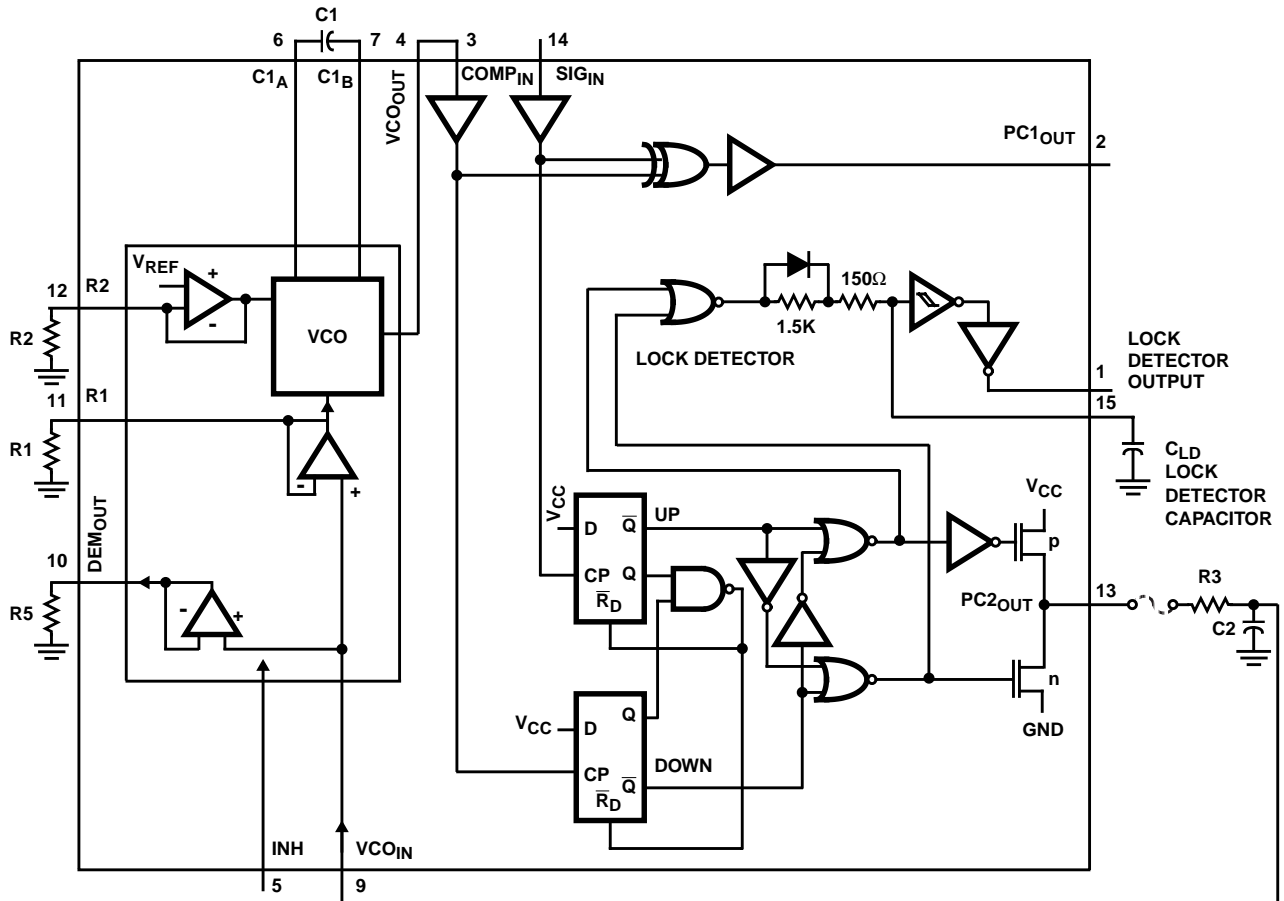 C1
6 7 4 3 14
C1A C1B VCOOUT COMPIN SIGIN
PC1OUT 2
VREF + -
12 R2
R2
VCO
150Ω
1.5K
LOCK DETECTOR
LOCK
DETECTOR
OUTPUT
1
15
11 R1
R1
- +
CLD
LOCK
DETECTOR
CAPACITOR
VCC
VCC
D Q̅ UP
CP Q
R̅D
p
10 DEMOUT
R5
- +
PC2OUT 13 R3
C2
n
GND
VCC D Q
CP
R̅D Q̅ DOWN
INH VCOIN
5 9